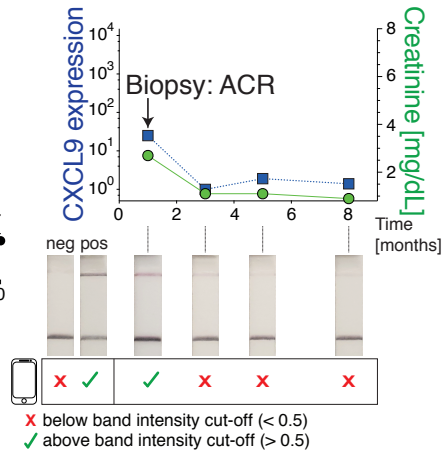 CXCL9 expression
10⁴
10³
10²
10¹
10⁰
Biopsy: ACR
8
6
4
2
Creatinine [mg/dL]
0 2 4 6 8
Time
[months]
neg pos
0
x ✓ ✓ x x x
x below band intensity cut-off (< 0.5)
✓ above band intensity cut-off (> 0.5)